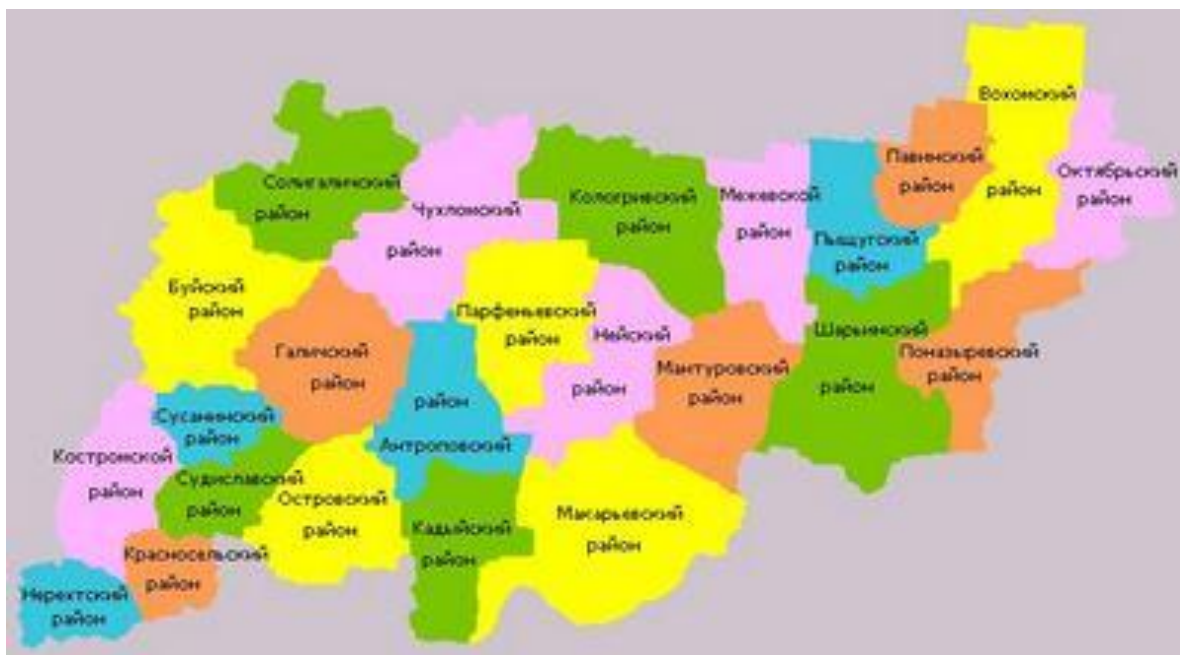 Вохомский
район
Павинский
район
Октябрьский
район
Солигаличский
район
Чухломский
район
Кологривский
район
Межевской
район
Пыщугский
район
Буйский
район
Галичский
район
Парфеньевский
район
Нейский
район
Мантуровский
район
Шарьинский
район
Поназыревский
район
район
Антроповский
Сусанинский
район
Костромской
район
Судиславский
район
Островский
район
Кадыйский
район
Макарьевский
район
Красносельский
район
Нерехтский
район